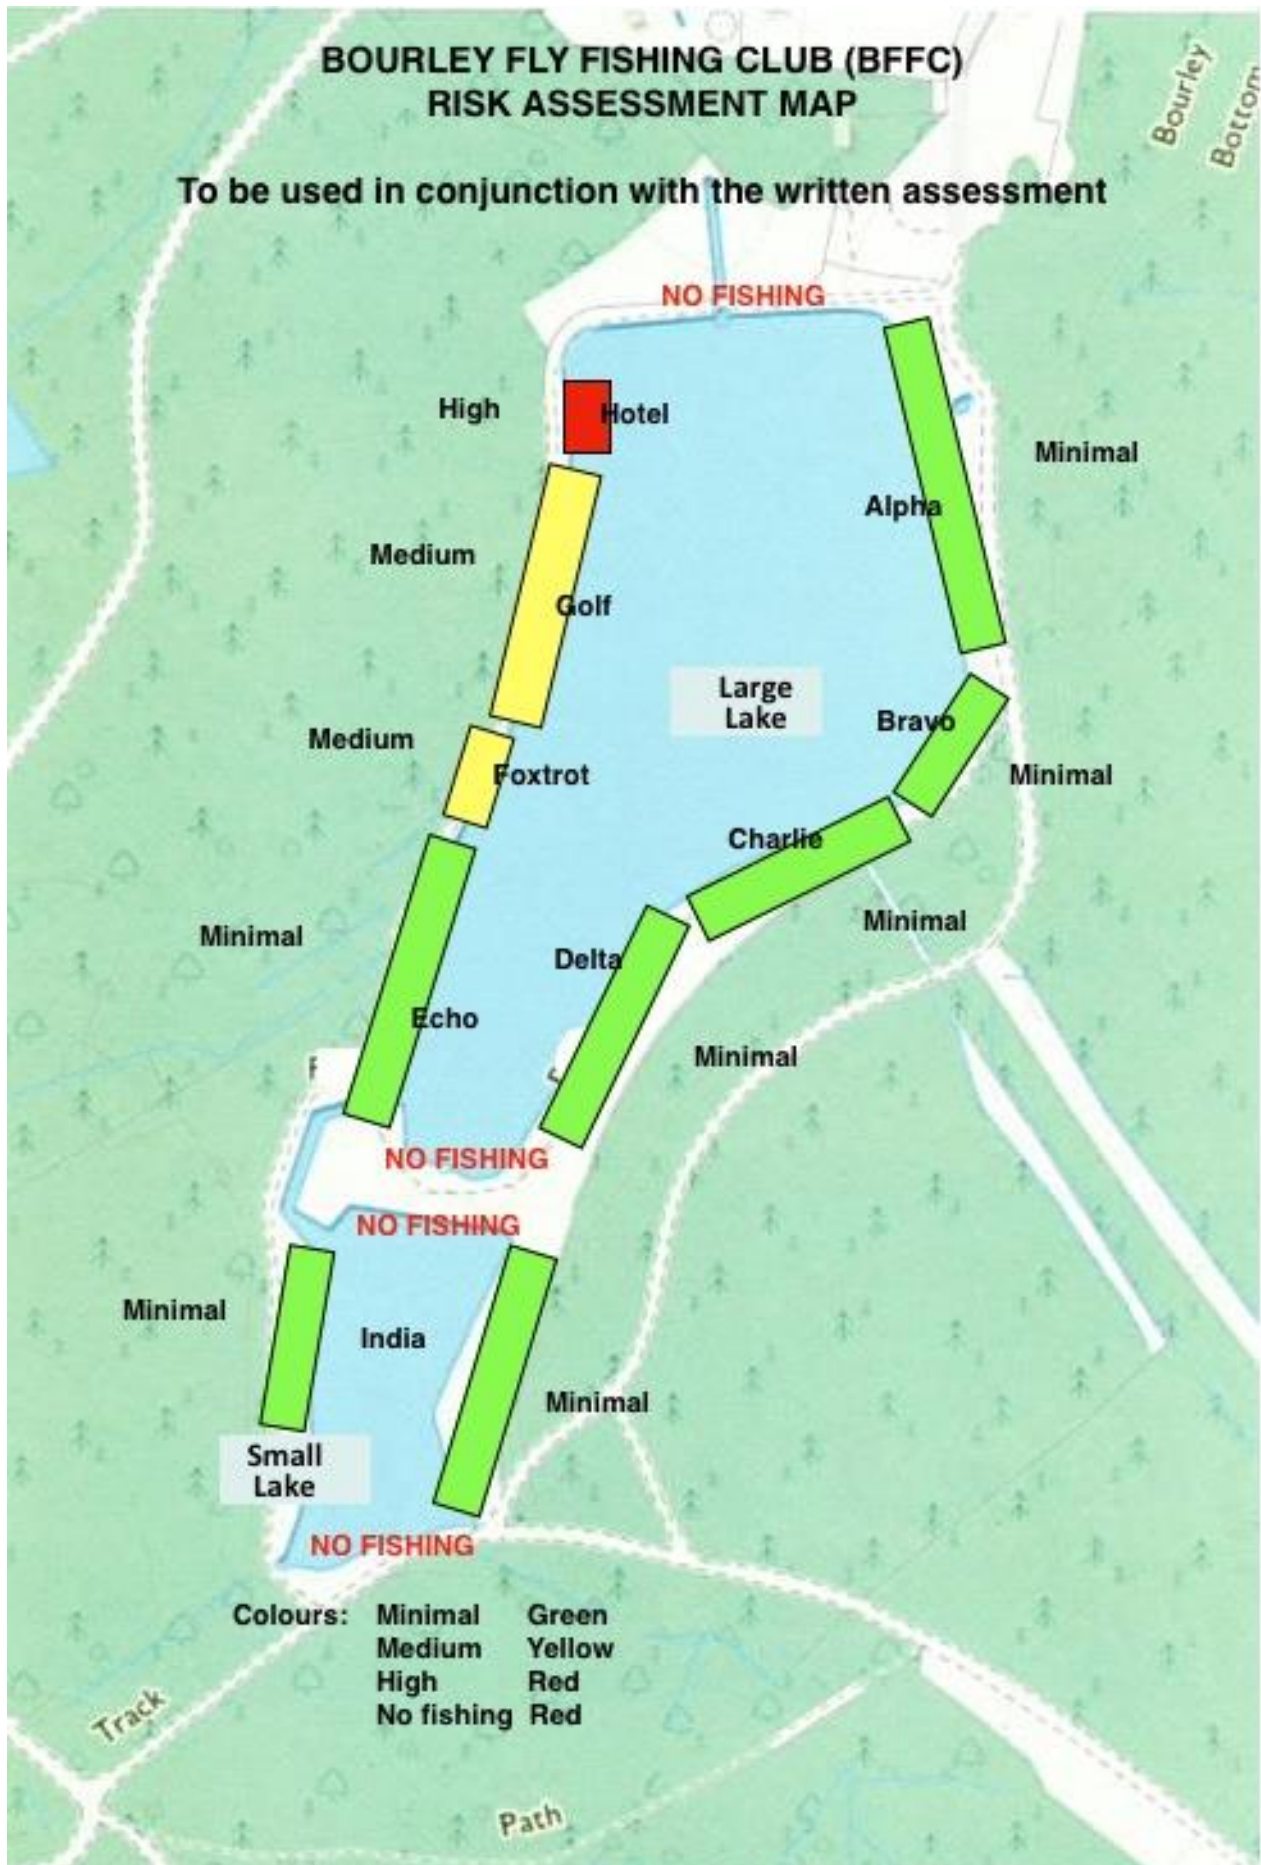 BOURLEY FLY FISHING CLUB (BFFC)
RISK ASSESSMENT MAP
Bourley
Bottom
To be used in conjunction with the written assessment
NO FISHING
High
Hotel
Minimal
Alpha
Medium
Golf
Large
Lake
Bravo
Medium
Foxtrot
Minimal
Charlie
Minimal
Minimal
Delta
Echo
Minimal
F
NO FISHING
NO FISHING
Minimal
India
Minimal
Small
Lake
NO FISHING
Colours: Minimal Green
Medium Yellow
High Red
No fishing Red
Track
Path